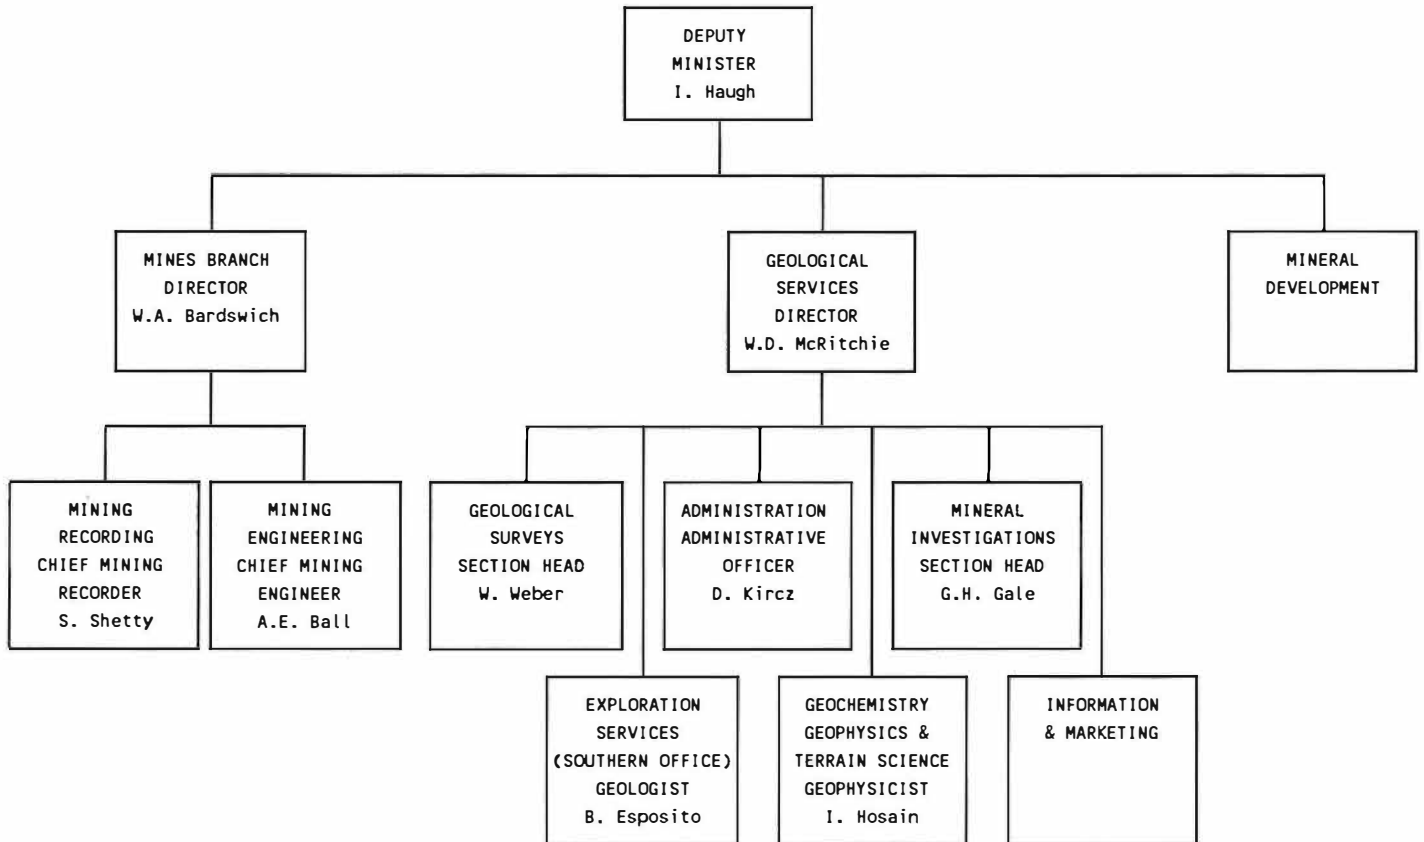 DEPUTY
MINISTER
I. Haugh
MINES BRANCH
DIRECTOR
W.A. Bardswich
GEOLOGICAL
SERVICES
DIRECTOR
W.D. McRitchie
MINERAL
DEVELOPMENT
MINING
RECORDING
CHIEF MINING
RECORDER
S. Shetty
MINING
ENGINEERING
CHIEF MINING
ENGINEER
A.E. Ball
GEOLOGICAL
SURVEYS
SECTION HEAD
W. Weber
ADMINISTRATION
ADMINISTRATIVE
OFFICER
D. Kircz
MINERAL
INVESTIGATIONS
SECTION HEAD
G.H. Gale
EXPLORATION
SERVICES
(SOUTHERN OFFICE)
GEOLOGIST
B. Esposito
GEOCHEMISTRY
GEOPHYSICS &
TERRAIN SCIENCE
GEOPHYSICIST
I. Hosain
INFORMATION
& MARKETING